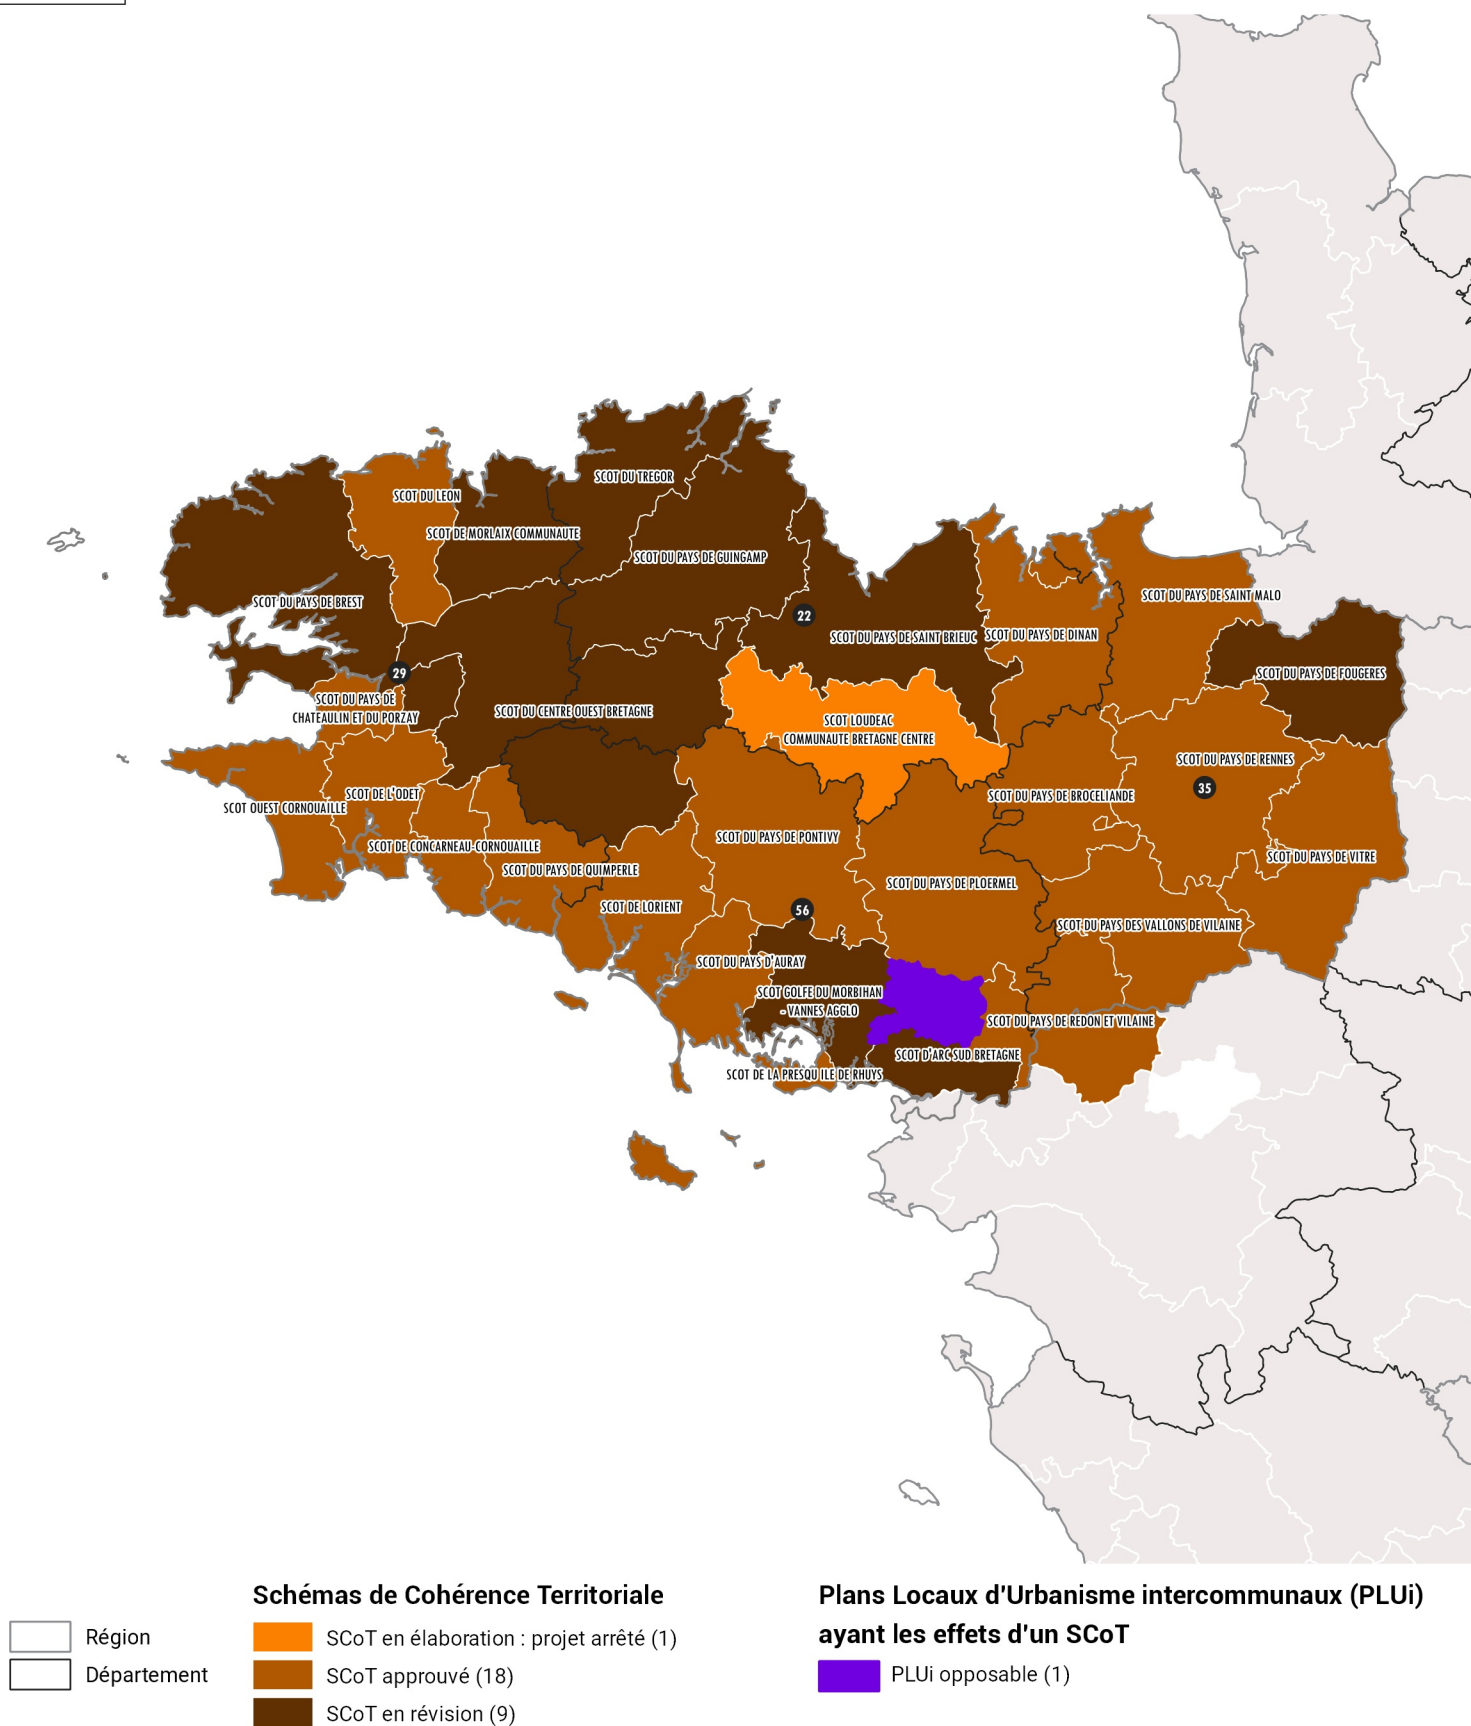 SCOT DU TREGOR
SCOT DU LEON
SCOT DE MORLAIX COMMUNAUTE
SCOT DU PAYS DE GUINGAMP
SCOT DU PAYS DE BREST
SCOT DU PAYS DE SAINT MALO
22
SCOT DU PAYS DE SAINT BRIEUC
SCOT DU PAYS DE DINAN
29
SCOT DU PAYS DE FOUGERES
SCOT DU PAYS DE
CHATEAULIN ET DU PORZAY
SCOT DU CENTRE OUEST BRETAGNE
SCOT LOUDEAC
COMMUNAUTE BRETAGNE CENTRE
SCOT DU PAYS DE RENNES
35
SCOT OUEST CORNOUAILLE
SCOT DE L'ODET
SCOT DU PAYS DE BROCELIANDE
SCOT DE CONCARNEAU-CORNOUAILLE
SCOT DU PAYS DE PONTIVY
SCOT DU PAYS DE VITRE
SCOT DU PAYS DE QUIMPERLE
SCOT DU PAYS DE PLOERMEL
SCOT DE LORIENT
56
SCOT DU PAYS DES VALLONS DE VILAINE
SCOT DU PAYS D'AURAY
SCOT GOLFE DU MORBIHAN
- VANNES AGGLO
SCOT DU PAYS DE REDON ET VILAINE
SCOT D'ARC SUD BRETAGNE
SCOT DE LA PRESQU ILE DE RHUYS
Région
Département
Schémas de Cohérence Territoriale
SCoT en élaboration : projet arrêté (1)
SCoT approuvé (18)
SCoT en révision (9)
Plans Locaux d'Urbanisme intercommunaux (PLUi)
ayant les effets d'un SCoT
PLUi opposable (1)